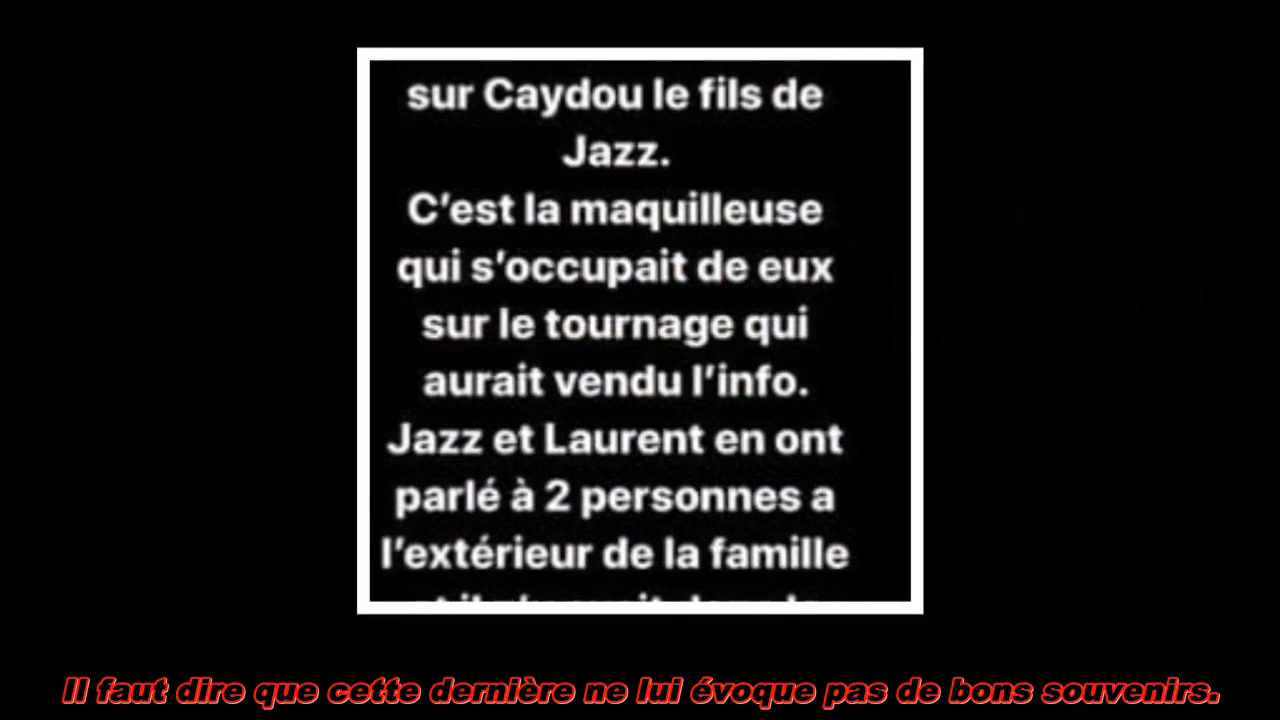 sur Caydou le fils de
Jazz.
C'est la maquilleuse
qui s'occupait de eux
sur le tournage qui
aurait vendu l'info.
Jazz et Laurent en ont
parlé à 2 personnes a
l'extérieur de la famille
Il faut dire que cette dernière ne lui évoque pas de bons souvenirs.